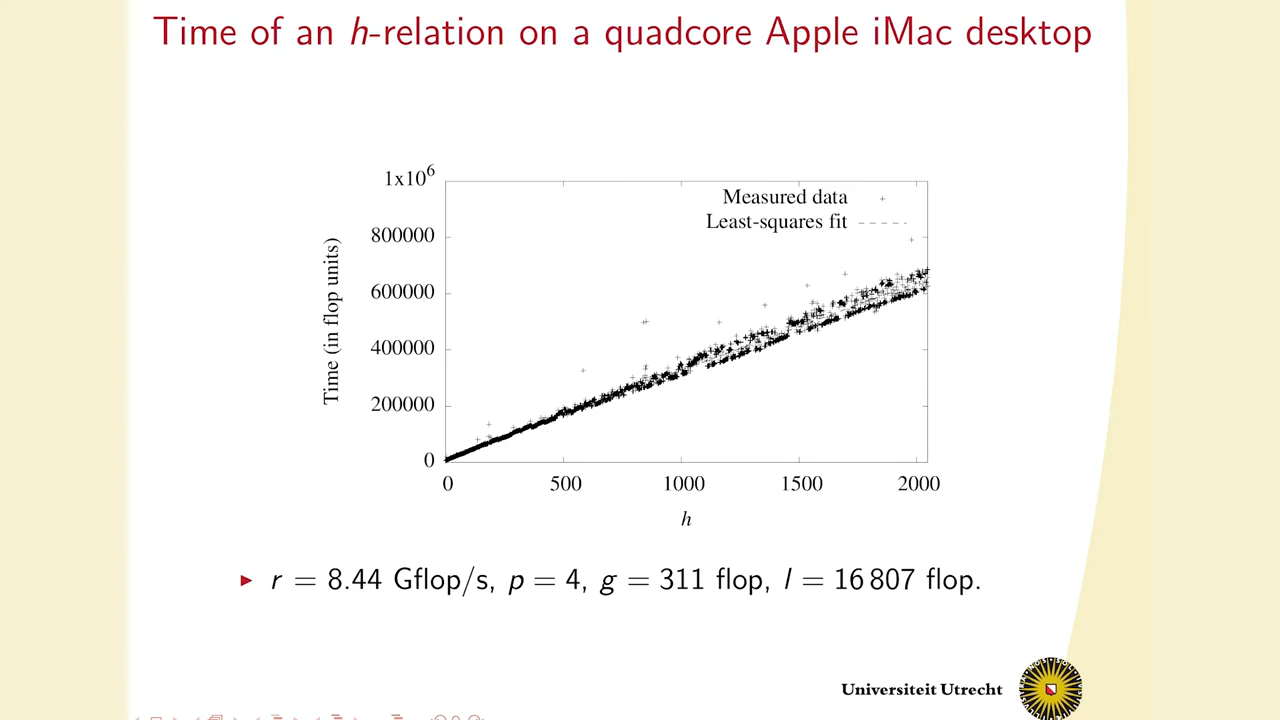 Time of an h-relation on a quadcore Apple iMac desktop
1x10^6
800000
600000
400000
200000
0
Time (in flop units)
Measured data
Least-squares fit
0 500 1000 1500 2000
h
r = 8.44 Gflop/s, p = 4, g = 311 flop, l = 16 807 flop.
Universiteit Utrecht